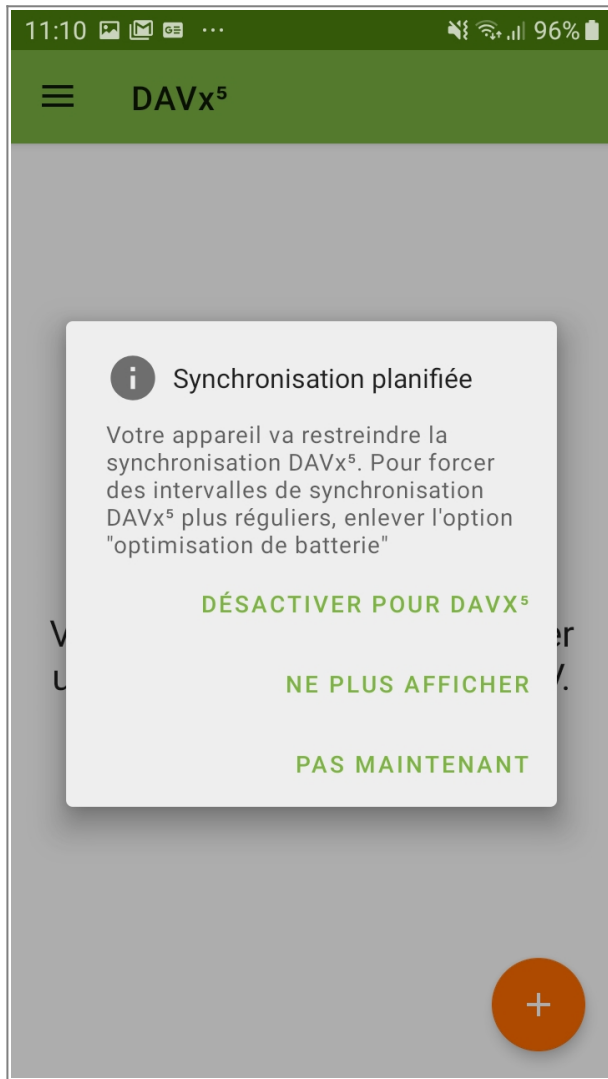 11:10 GE ... 96%
DAVx⁵
Synchronisation planifiée
Votre appareil va restreindre la
synchronisation DAVx⁵. Pour forcer
des intervalles de synchronisation
DAVx⁵ plus réguliers, enlever l'option
"optimisation de batterie"
DÉSACTIVER POUR DAVX⁵
NE PLUS AFFICHER
PAS MAINTENANT